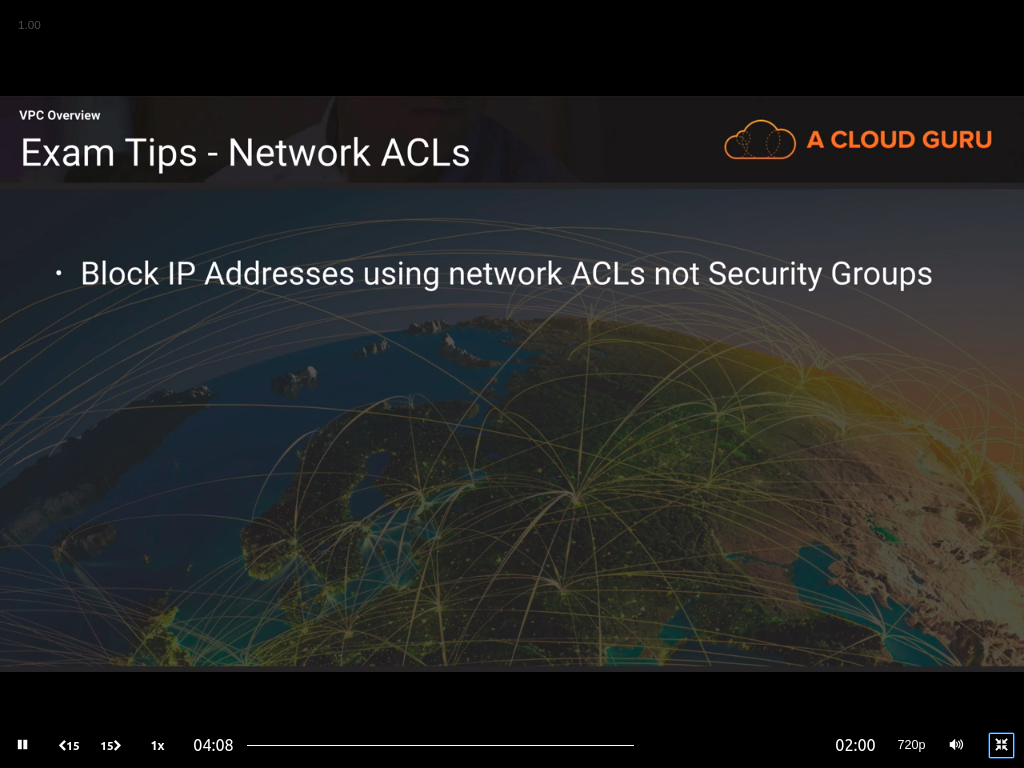 1.00
VPC Overview
Exam Tips - Network ACLs
A CLOUD GURU
• Block IP Addresses using network ACLs not Security Groups
15 15 1x 04:08 02:00 720p